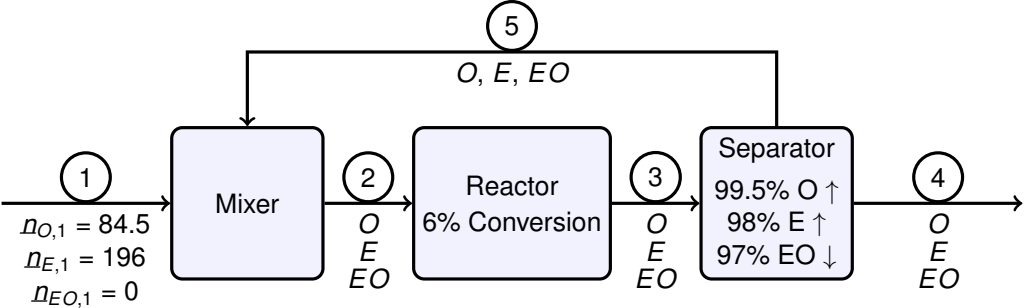 5
O, E, EO
1
n_O,1 = 84.5
n_E,1 = 196
n_EO,1 = 0
Mixer
2
O
E
EO
Reactor
6% Conversion
3
O
E
EO
Separator
99.5% O ↑
98% E ↑
97% EO ↓
4
O
E
EO